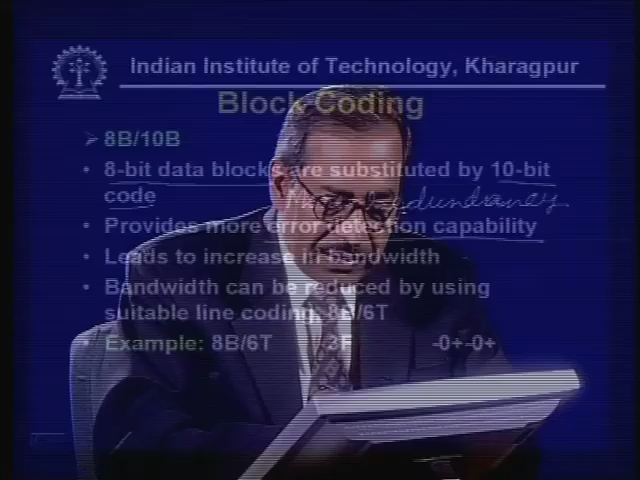 Indian Institute of Technology, Kharagpur
Block Coding
➢ 8B/10B
• 8-bit data blocks are substituted by 10-bit
code
• Provides more error detection capability
• Leads to increase in bandwidth
• Bandwidth can be reduced by using
suitable line coding: 8B/6T
• Example: 8B/6T 3F -0+-0+